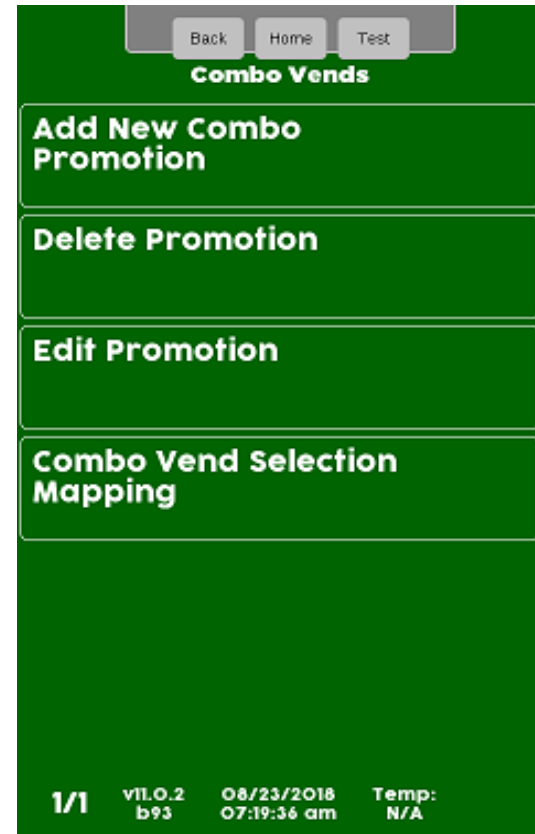 Back Home Test
Combo Vends
Add New Combo
Promotion
Delete Promotion
Edit Promotion
Combo Vend Selection
Mapping
1/1 v11.0.2 08/23/2018 Temp:
b93 07:19:36 am N/A